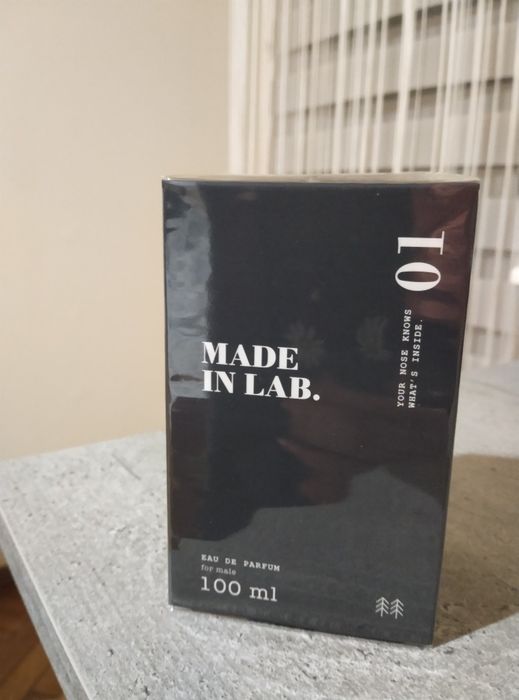 MADE
IN LAB.
01
YOUR NOSE KNOWS
WHAT'S INSIDE.
EAU DE PARFUM
for male
100 ml